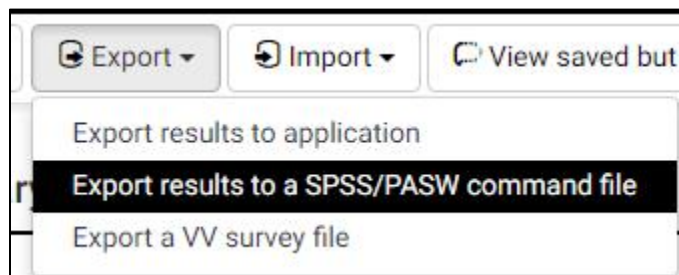 Export Import View saved but
Export results to application
Export results to a SPSS/PASW command file
Export a VV survey file